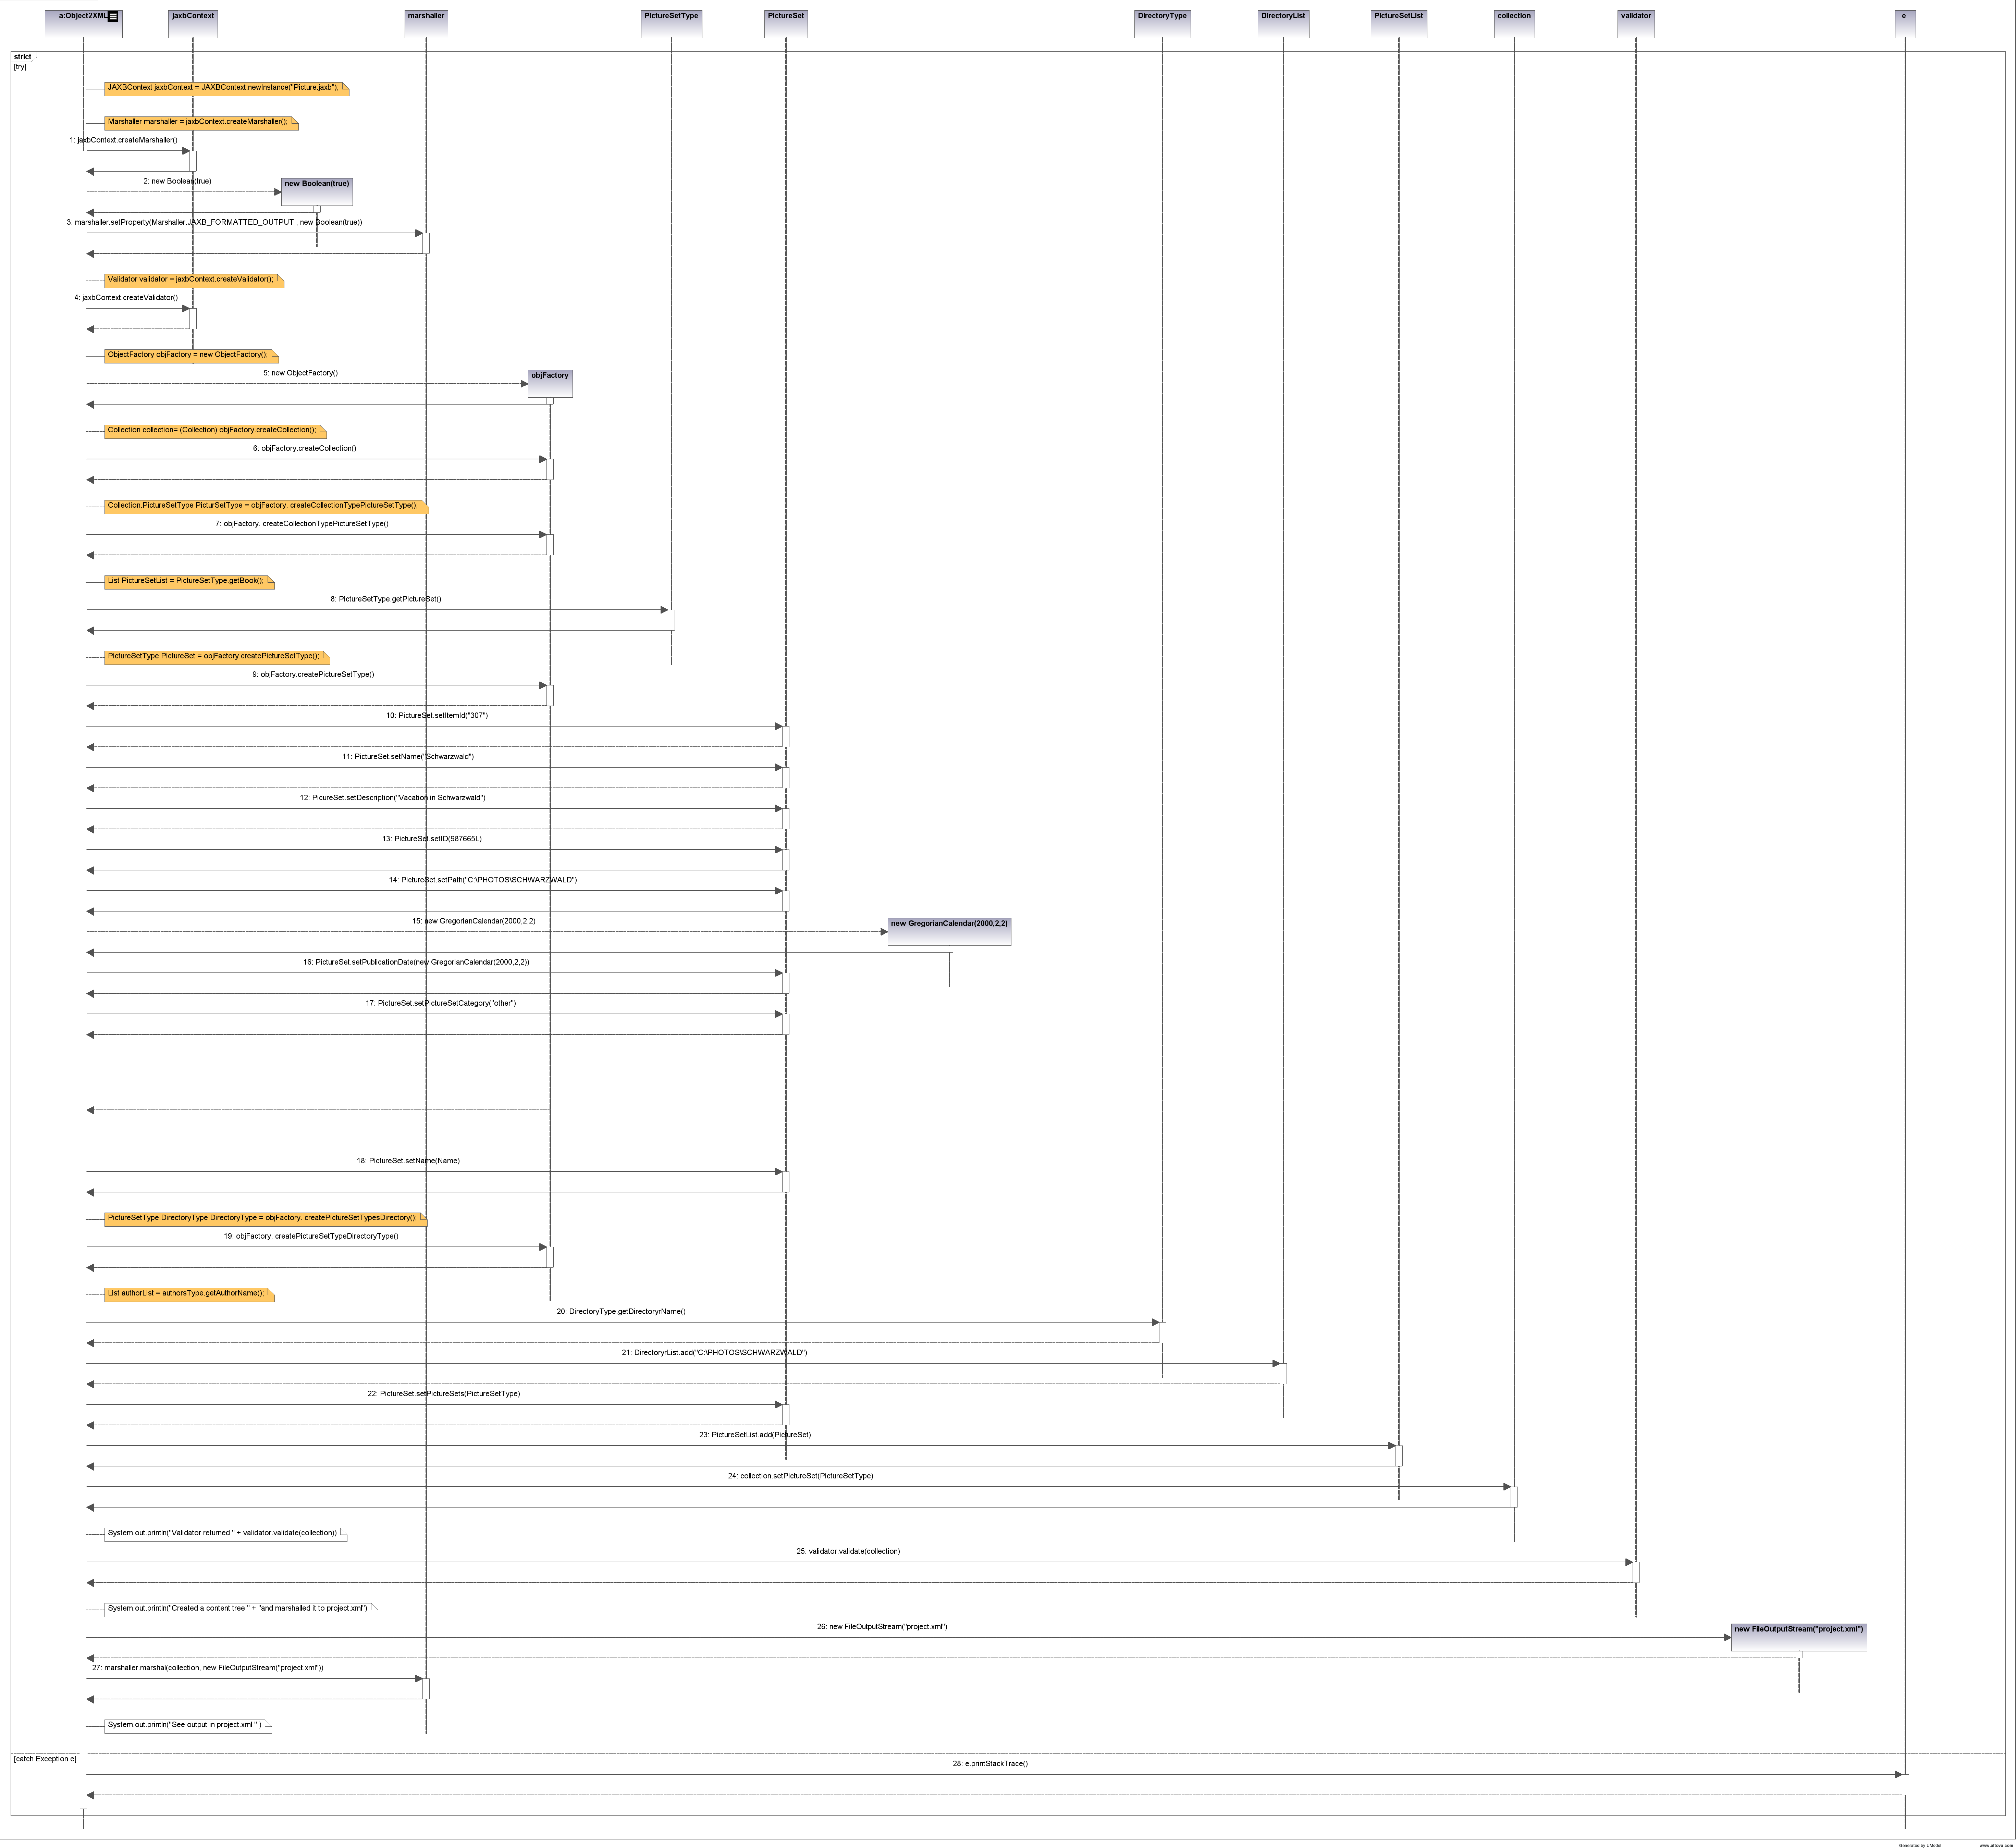 a:Object2XML
jaxbContext
marshaller
PictureSetType
PictureSet
DirectoryType
DirectoryList
PictureSetList
collection
validator
e
strict
[try]
JAXBContext jaxbContext = JAXBContext.newInstance("Picture.jaxb");
Marshaller marshaller = jaxbContext.createMarshaller();
1: jaxbContext.createMarshaller()
2: new Boolean(true)
new Boolean(true)
3: marshaller.setProperty(Marshaller.JAXB_FORMATTED_OUTPUT , new Boolean(true))
Validator validator = jaxbContext.createValidator();
4: jaxbContext.createValidator()
ObjectFactory objFactory = new ObjectFactory();
5: new ObjectFactory()
objFactory
Collection collection= (Collection) objFactory.createCollection();
6: objFactory.createCollection()
Collection.PictureSetType PicturSetType = objFactory. createCollectionTypePictureSetType();
7: objFactory. createCollectionTypePictureSetType()
List PictureSetList = PictureSetType.getBook();
8: PictureSetType.getPictureSet()
PictureSetType PictureSet = objFactory.createPictureSetType();
9: objFactory.createPictureSetType()
10: PictureSet.setItemId("307")
11: PictureSet.setName("Schwarzwald")
12: PicureSet.setDescription("Vacation in Schwarzwald")
13: PictureSet.setID(987665L)
14: PictureSet.setPath("C:\PHOTOS\SCHWARZWALD")
15: new GregorianCalendar(2000,2,2)
new GregorianCalendar(2000,2,2)
16: PictureSet.setPublicationDate(new GregorianCalendar(2000,2,2))
17: PictureSet.setPictureSetCategory("other")
18: PictureSet.setName(Name)
PictureSetType.DirectoryType DirectoryType = objFactory. createPictureSetTypesDirectory();
19: objFactory. createPictureSetTypeDirectoryType()
List authorList = authorsType.getAuthorName();
20: DirectoryType.getDirectoryrName()
21: DirectoryrList.add("C:\PHOTOS\SCHWARZWALD")
22: PictureSet.setPictureSets(PictureSetType)
23: PictureSetList.add(PictureSet)
24: collection.setPictureSet(PictureSetType)
System.out.println("Validator returned " + validator.validate(collection))
25: validator.validate(collection)
System.out.println("Created a content tree " + "and marshalled it to project.xml")
26: new FileOutputStream("project.xml")
new FileOutputStream("project.xml")
27: marshaller.marshal(collection, new FileOutputStream("project.xml"))
System.out.println("See output in project.xml " )
[catch Exception e]
28: e.printStackTrace()
Generated by UModel
www.altova.com